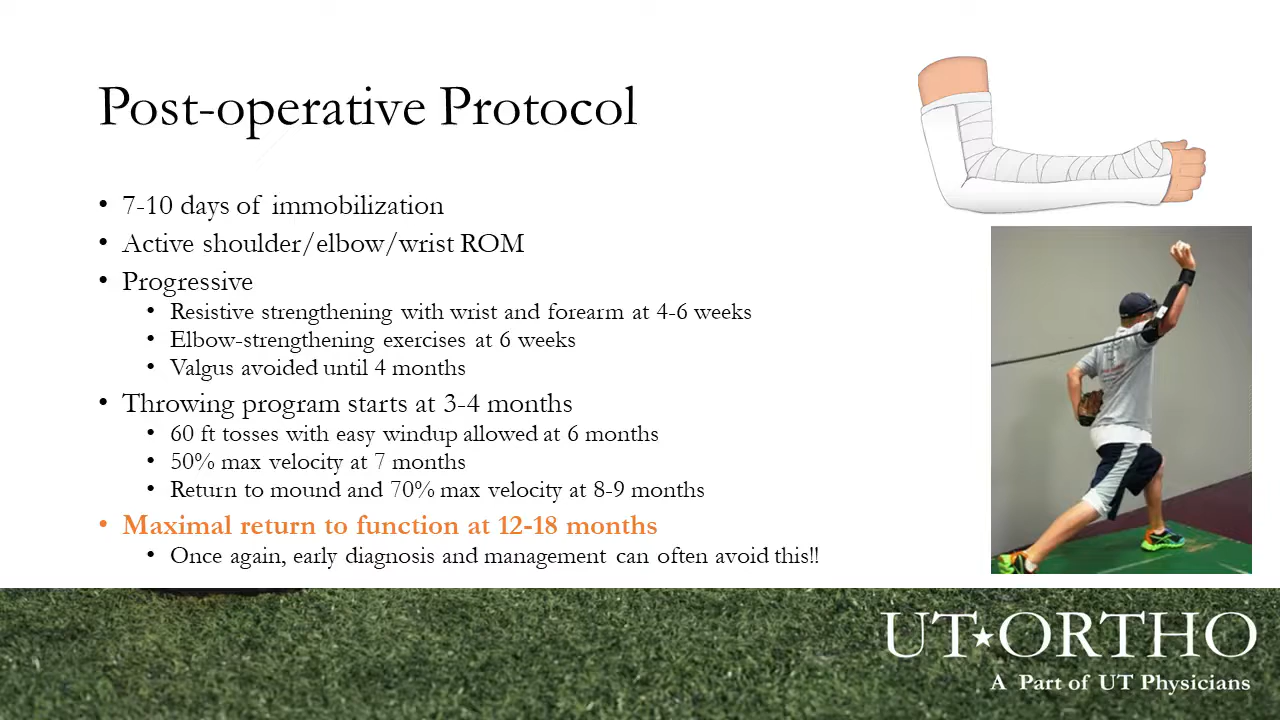 Post-operative Protocol
• 7-10 days of immobilization
• Active shoulder/elbow/wrist ROM
• Progressive
• Resistive strengthening with wrist and forearm at 4-6 weeks
• Elbow-strengthening exercises at 6 weeks
• Valgus avoided until 4 months
• Throwing program starts at 3-4 months
• 60 ft tosses with easy windup allowed at 6 months
• 50% max velocity at 7 months
• Return to mound and 70% max velocity at 8-9 months
• Maximal return to function at 12-18 months
• Once again, early diagnosis and management can often avoid this!!
UT★ORTHO
A Part of UT Physicians